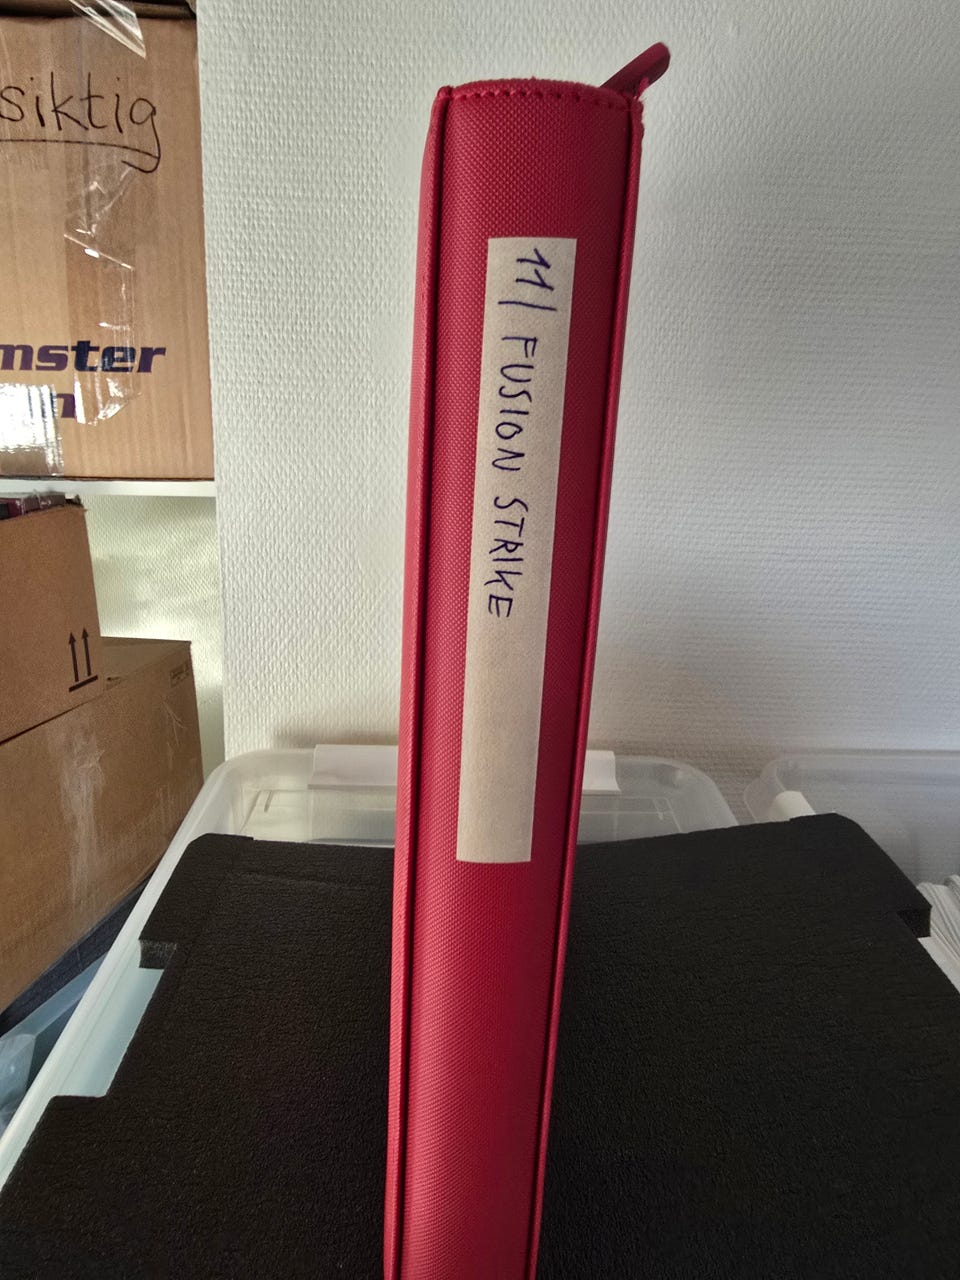 siktig
mster
n
11/ FUSION STRIKE